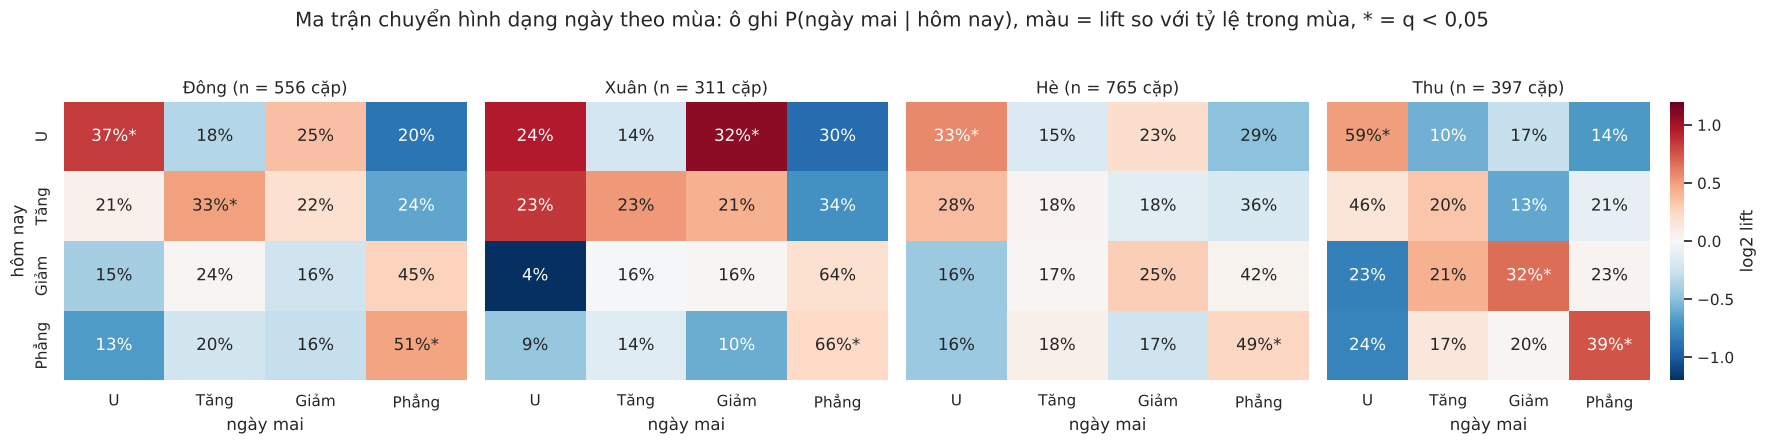 Ma trận chuyển hình dạng ngày theo mùa: ô ghi P(ngày mai | hôm nay), màu = lift so với tỷ lệ trong mùa, * = q < 0,05
Đông (n = 556 cặp)
Xuân (n = 311 cặp)
Hè (n = 765 cặp)
Thu (n = 397 cặp)
hôm nay
U 37%* 18% 25% 20% 24% 14% 32%* 30% 33%* 15% 23% 29% 59%* 10% 17% 14%
Tăng 21% 33%* 22% 24% 23% 23% 21% 34% 28% 18% 18% 36% 46% 20% 13% 21%
Giảm 15% 24% 16% 45% 4% 16% 16% 64% 16% 17% 25% 42% 23% 21% 32%* 23%
Phẳng 13% 20% 16% 51%* 9% 14% 10% 66%* 16% 18% 17% 49%* 24% 17% 20% 39%*
U Tăng Giảm Phẳng U Tăng Giảm Phẳng U Tăng Giảm Phẳng U Tăng Giảm Phẳng
ngày mai ngày mai ngày mai ngày mai
1.0
0.5
0.0
−0.5
−1.0
log2 lift